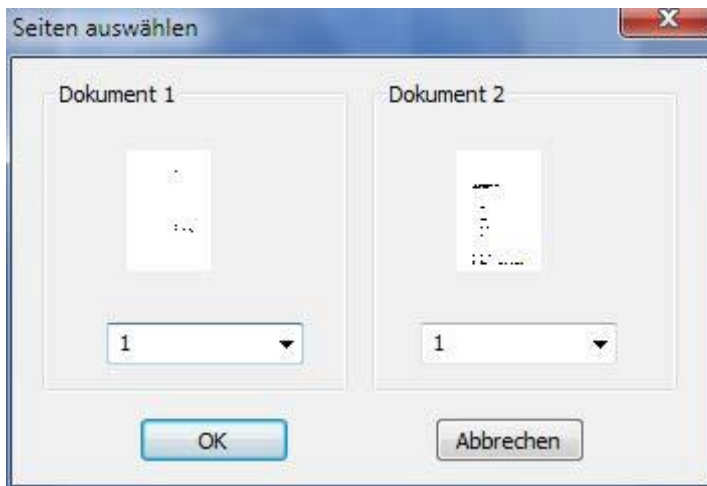 Seiten auswählen
Dokument 1
Dokument 2
1
1
OK
Abbrechen